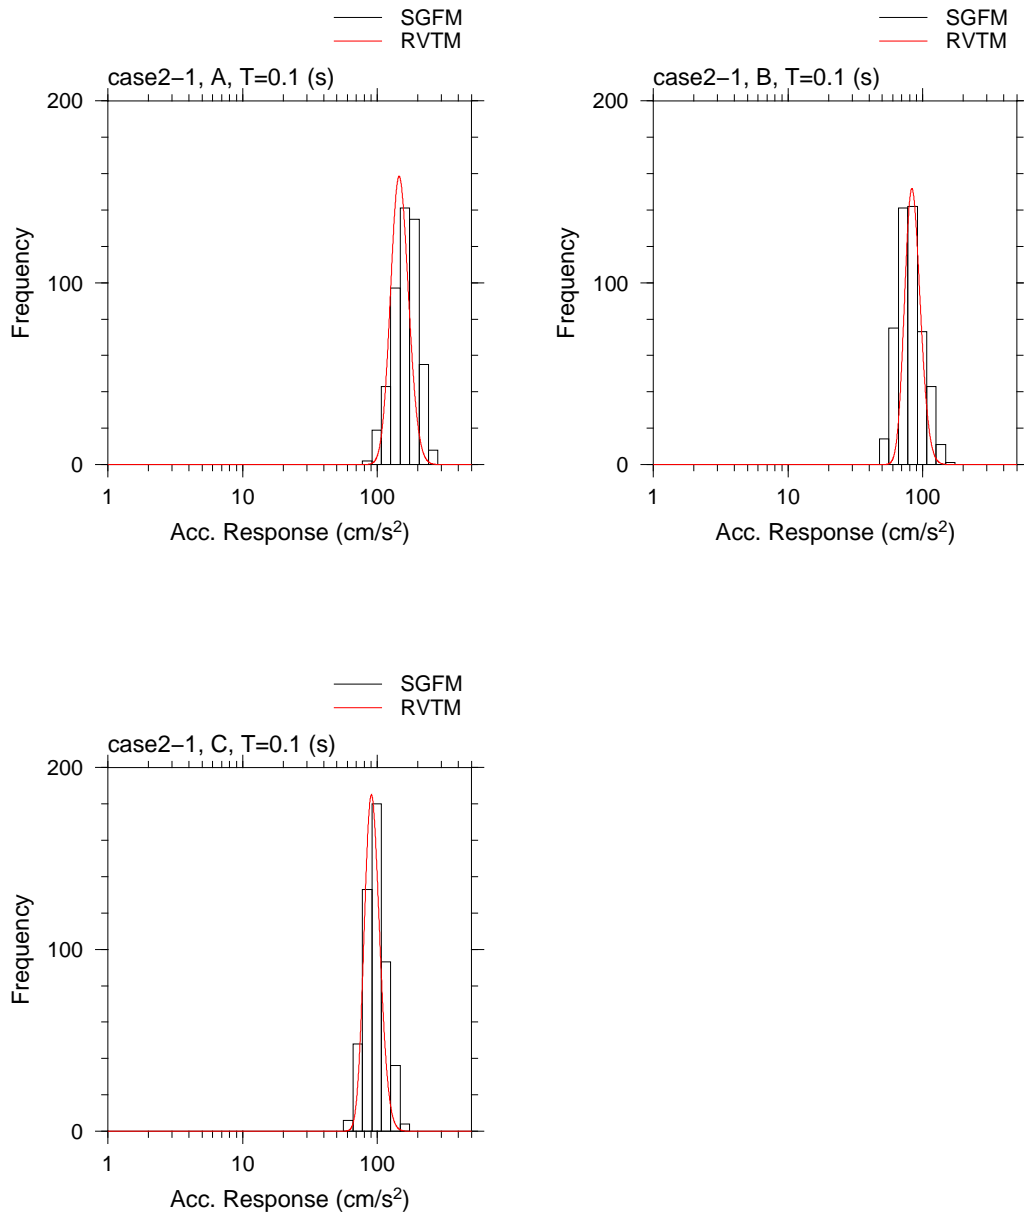 SGFM
RVTM
case2−1, A, T=0.1 (s)
200
100
0
Frequency
1 10 100
Acc. Response (cm/s²)
SGFM
RVTM
case2−1, B, T=0.1 (s)
200
100
0
Frequency
1 10 100
Acc. Response (cm/s²)
SGFM
RVTM
case2−1, C, T=0.1 (s)
200
100
0
Frequency
1 10 100
Acc. Response (cm/s²)